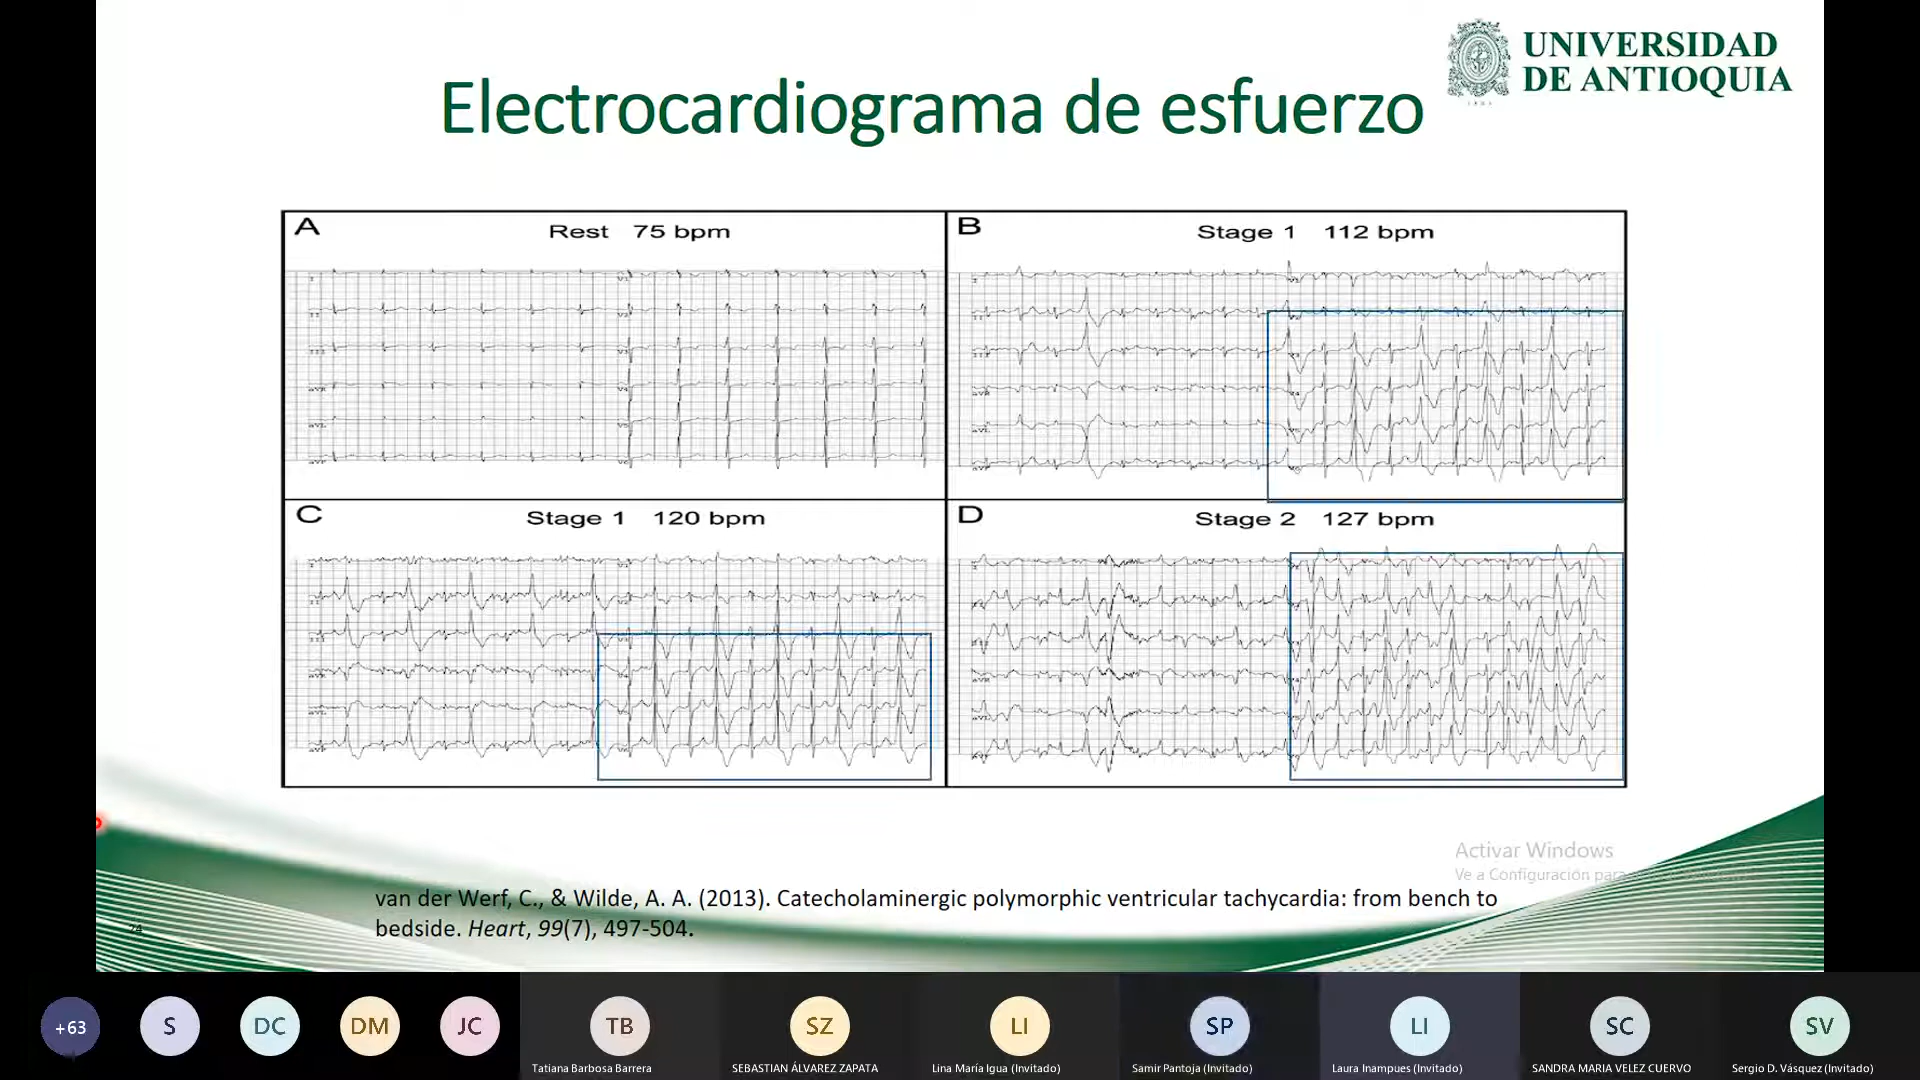 UNIVERSIDAD
DE ANTIOQUIA
1803
Electrocardiograma de esfuerzo
A
Rest 75 bpm
B
Stage 1 112 bpm
C
Stage 1 120 bpm
D
Stage 2 127 bpm
Activar Windows
Ve a Configuración para
van der Werf, C., & Wilde, A. A. (2013). Catecholaminergic polymorphic ventricular tachycardia: from bench to
bedside. Heart, 99(7), 497-504.
24
+63
S
DC
DM
JC
TB
SZ
LI
SP
LI
SC
SV
Tatiana Barbosa Barrera
SEBASTIAN ÁLVAREZ ZAPATA
Lina María Igua (Invitado)
Samir Pantoja (Invitado)
Laura Inampues (Invitado)
SANDRA MARIA VELEZ CUERVO
Sergio D. Vásquez (Invitado)